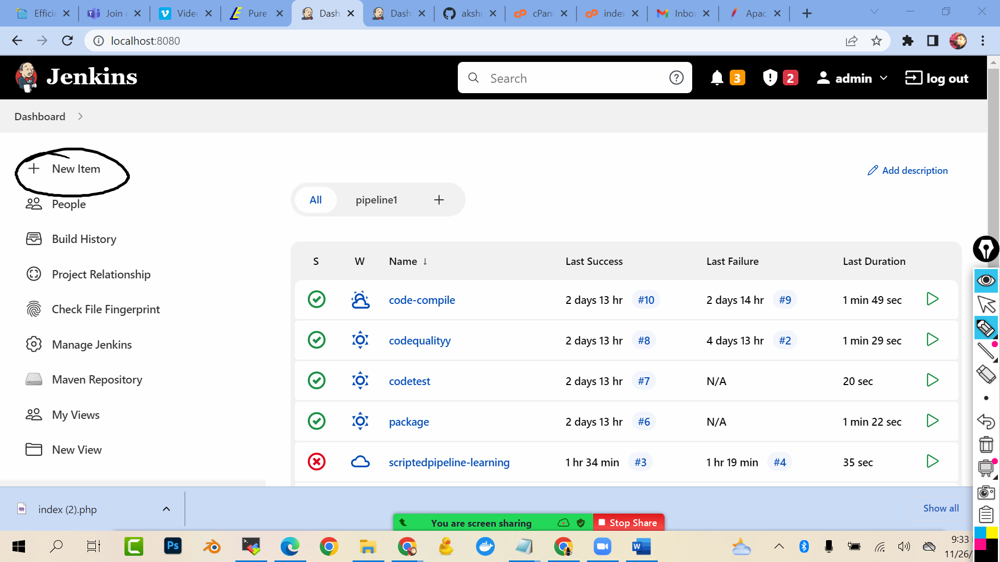 Effici
Join
Video
Pure
Dash
Dash
akshu
cPan
index
Inbox
Apac
localhost:8080
Jenkins
Search
3
2
admin
log out
Dashboard
New Item
Add description
People
All
pipeline1
Build History
Project Relationship
Check File Fingerprint
Manage Jenkins
Maven Repository
My Views
New View
S W Name ↓ Last Success Last Failure Last Duration
code-compile 2 days 13 hr #10 2 days 14 hr #9 1 min 49 sec
codequalityy 2 days 13 hr #8 4 days 13 hr #2 1 min 29 sec
codetest 2 days 13 hr #7 N/A 20 sec
package 2 days 13 hr #6 N/A 1 min 22 sec
scriptedpipeline-learning 1 hr 34 min #3 1 hr 19 min #4 35 sec
index (2).php
Show all
You are screen sharing
Stop Share
Ps
W
9:33
11/26/